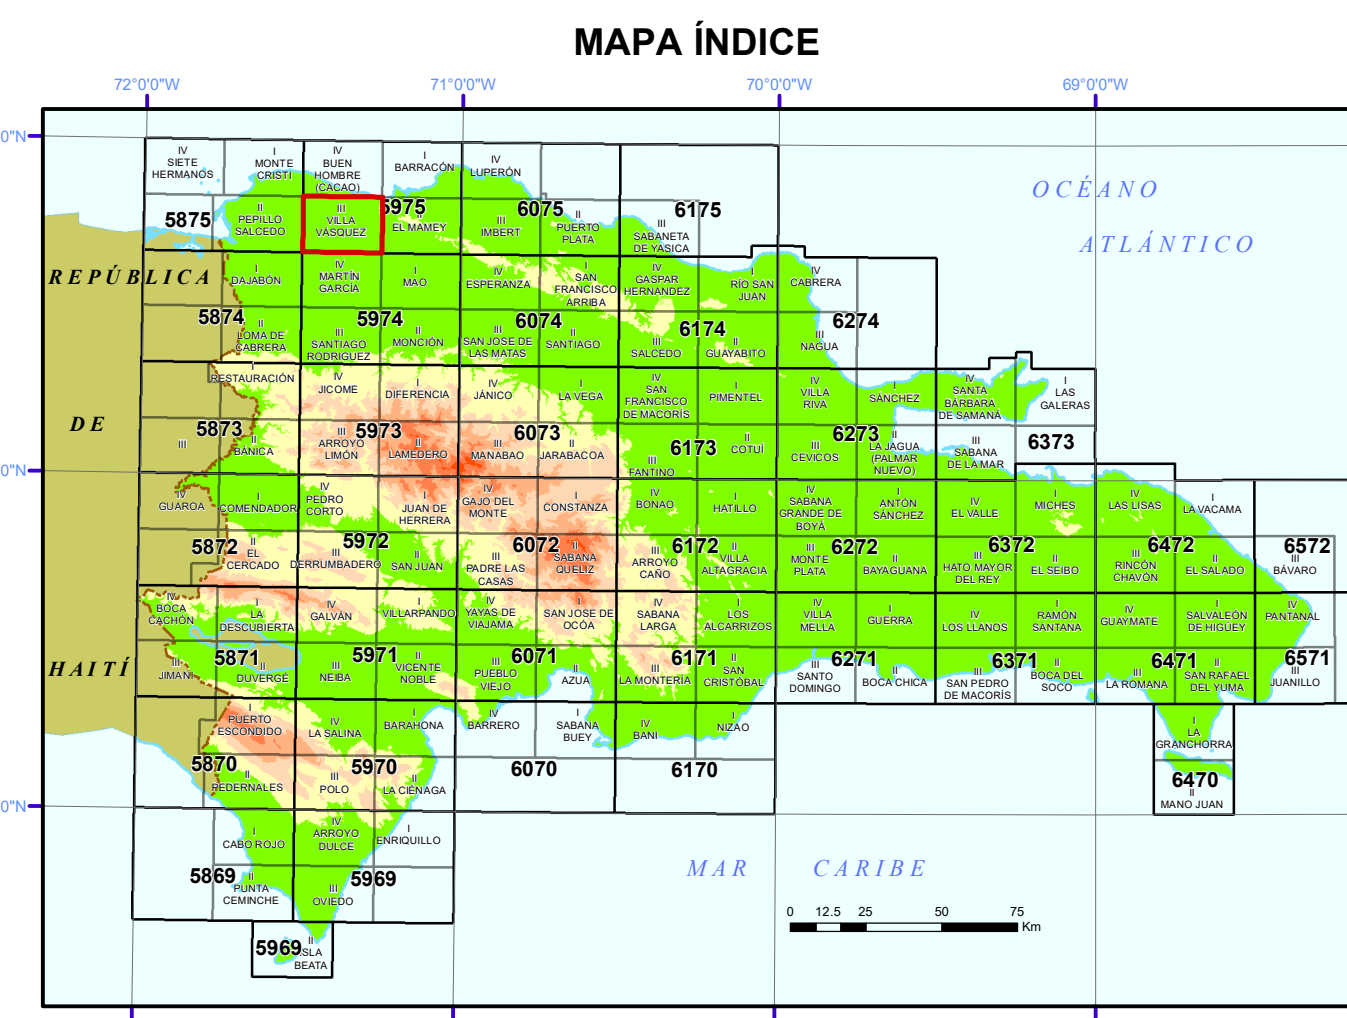 MAPA ÍNDICE
72°0'0"W
71°0'0"W
70°0'0"W
69°0'0"W
0"N
IV
SIETE
HERMANOS
I
MONTE
CRISTI
IV
BUEN
HOMBRE
(CACAO)
I
BARRACÓN
IV
LUPERÓN
OCÉANO
ATLÁNTICO
5875
II
PEPILLO
SALCEDO
III
VILLA
VÁSQUEZ
5975
II
EL MAMEY
III
IMBERT
6075
II
PUERTO
PLATA
III
SABANETA
DE YASICA
6175
REPÚBLICA
I
DAJABÓN
IV
MARTÍN
GARCÍA
I
MAO
IV
ESPERANZA
I
SAN
FRANCISCO
ARRIBA
IV
GASPAR
HERNANDEZ
I
RÍO SAN
JUAN
IV
CABRERA
5874
II
LOMA DE
CABRERA
III
SANTIAGO
RODRIGUEZ
5974
II
MONCIÓN
III
SAN JOSE DE
LAS MATAS
6074
II
SANTIAGO
III
SALCEDO
6174
II
GUAYABITO
III
NAGUA
6274
I
RESTAURACIÓN
IV
JICOME
I
DIFERENCIA
IV
JÁNICO
I
LA VEGA
IV
SAN
FRANCISCO
DE MACORÍS
I
PIMENTEL
IV
VILLA
RIVA
I
SÁNCHEZ
IV
SANTA
BÁRBARA
DE SAMANÁ
I
LAS
GALERAS
DE
III
5873
II
BÁNICA
III
ARROYO
LIMÓN
5973
II
LAMEDERO
III
MANABAO
6073
II
JARABACOA
III
FANTINO
6173
II
COTUÍ
III
CEVICOS
6273
II
LA JAGUA
(PALMAR
NUEVO)
III
SABANA
DE LA MAR
6373
0"N
IV
GUAROA
I
COMENDADOR
IV
PEDRO
CORTO
I
JUAN DE
HERRERA
IV
GAJO DEL
MONTE
I
CONSTANZA
IV
BONAO
I
HATILLO
IV
SABANA
GRANDE DE
BOYÁ
I
ANTÓN
SÁNCHEZ
IV
EL VALLE
I
MICHES
IV
LAS LISAS
I
LA VACAMA
5872
II
EL
CERCADO
III
DERRUMBADERO
5972
II
SAN JUAN
III
PADRE LAS
CASAS
6072
II
SABANA
QUELIZ
III
ARROYO
CAÑO
6172
II
VILLA
ALTAGRACIA
III
MONTE
PLATA
6272
II
BAYAGUANA
III
HATO MAYOR
DEL REY
6372
II
EL SEIBO
III
RINCÓN
CHAVÓN
6472
II
EL SALADO
6572
III
BÁVARO
IV
BOCA
CACHÓN
I
LA
DESCUBIERTA
IV
GALVÁN
I
VILLARPANDO
IV
YAYAS DE
VIAJAMA
I
SAN JOSE DE
OCÓA
IV
SABANA
LARGA
I
LOS
ALCARRIZOS
IV
VILLA
MELLA
I
GUERRA
IV
LOS LLANOS
I
RAMÓN
SANTANA
IV
GUAYMATE
I
SALVALEÓN
DE HIGUEY
IV
PANTANAL
HAITÍ
III
JIMANÍ
5871
II
DUVERGÉ
III
NEIBA
5971
II
VICENTE
NOBLE
III
PUEBLO
VIEJO
6071
II
AZUA
III
LA MONTERÍA
6171
II
SAN
CRISTÓBAL
III
SANTO
DOMINGO
6271
II
BOCA CHICA
III
SAN PEDRO
DE MACORÍS
6371
II
BOCA DEL
SOCO
III
LA ROMANA
6471
II
SAN RAFAEL
DEL YUMA
6571
III
JUANILLO
I
PUERTO
ESCONDIDO
IV
LA SALINA
I
BARAHONA
IV
BARRERO
I
SABANA
BUEY
IV
BANI
I
NIZAO
I
LA
GRANCHORRA
5870
II
PEDERNALES
III
POLO
5970
II
LA CIÉNAGA
6070
6170
6470
II
MANO JUAN
0"N
I
CABO ROJO
IV
ARROYO
DULCE
I
ENRIQUILLO
MAR CARIBE
5869
II
PUNTA
CEMINCHE
III
OVIEDO
5969
0 12.5 25 50 75
Km
5969
II
ISLA
BEATA